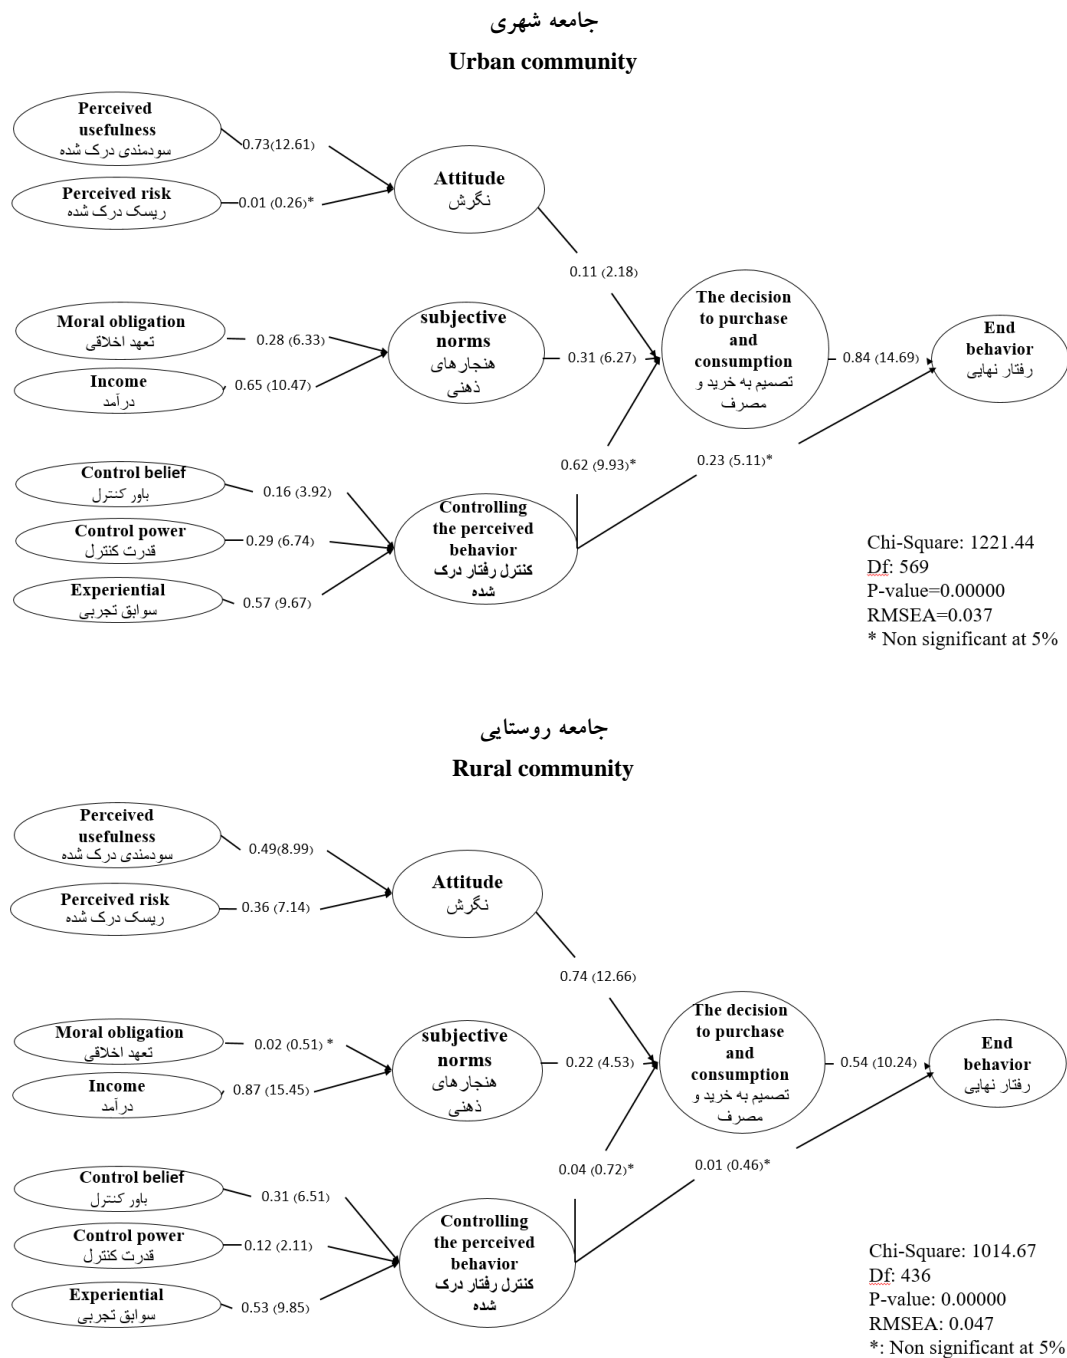 جامعه شهری
Urban community
Perceived
usefulness
سودمندی درک شده
0.73(12.61)
Perceived risk
ریسک درک شده
0.01 (0.26)*
Attitude
نگرش
0.11 (2.18)
Moral obligation
تعهد اخلاقی
0.28 (6.33)
Income
درآمد
0.65 (10.47)
subjective
norms
هنجارهای
ذهنی
0.31 (6.27)
The decision
to purchase
and
consumption
تصمیم به خرید و
مصرف
0.84 (14.69)
End
behavior
رفتار نهایی
Control belief
باور کنترل
0.16 (3.92)
Control power
قدرت کنترل
0.29 (6.74)
Experiential
سوابق تجربی
0.57 (9.67)
Controlling
the perceived
behavior
کنترل رفتار درک
شده
0.62 (9.93)*
0.23 (5.11)*
Chi-Square: 1221.44
Df: 569
P-value=0.00000
RMSEA=0.037
* Non significant at 5%
جامعه روستایی
Rural community
Perceived
usefulness
سودمندی درک شده
0.49(8.99)
Perceived risk
ریسک درک شده
0.36 (7.14)
Attitude
نگرش
0.74 (12.66)
Moral obligation
تعهد اخلاقی
0.02 (0.51) *
Income
درآمد
0.87 (15.45)
subjective
norms
هنجارهای
ذهنی
0.22 (4.53)
The decision
to purchase
and
consumption
تصمیم به خرید و
مصرف
0.54 (10.24)
End
behavior
رفتار نهایی
Control belief
باور کنترل
0.31 (6.51)
Control power
قدرت کنترل
0.12 (2.11)
Experiential
سوابق تجربی
0.53 (9.85)
Controlling
the perceived
behavior
کنترل رفتار درک
شده
0.04 (0.72)*
0.01 (0.46)*
Chi-Square: 1014.67
Df: 436
P-value: 0.00000
RMSEA: 0.047
*: Non significant at 5%